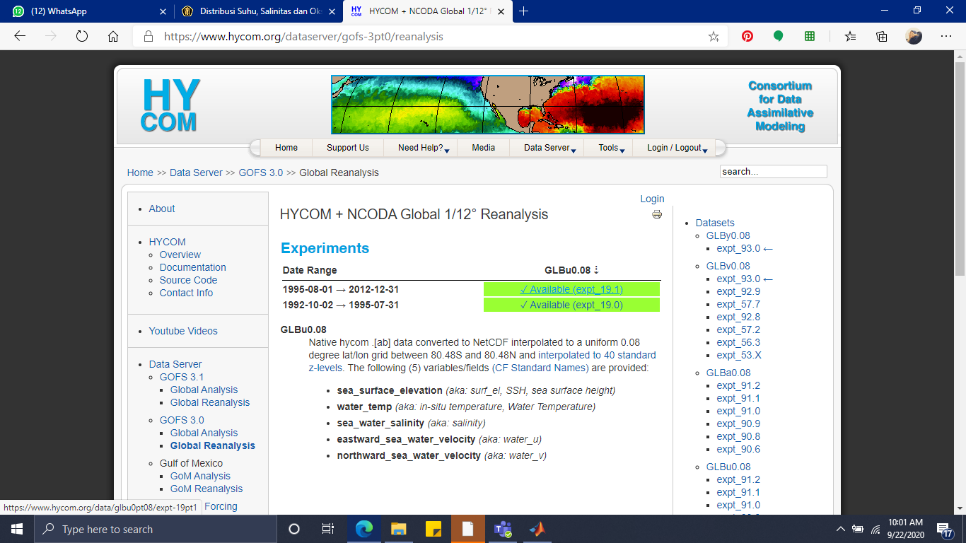 (12) WhatsApp
Distribusi Suhu, Salinitas dan Ok
HYCOM + NCODA Global 1/12°
https://www.hycom.org/dataserver/gofs-3pt0/reanalysis
HY
COM
Consortium
for Data
Assimilative
Modeling
Home Support Us Need Help? Media Data Server Tools Login / Logout
Home >> Data Server >> GOFS 3.0 >> Global Reanalysis
search...
About
HYCOM
Overview
Documentation
Source Code
Contact Info
Youtube Videos
Data Server
GOFS 3.1
Global Analysis
Global Reanalysis
GOFS 3.0
Global Analysis
Global Reanalysis
Gulf of Mexico
GoM Analysis
GoM Reanalysis
Forcing
Login
HYCOM + NCODA Global 1/12° Reanalysis
Experiments
Date Range GLBu0.08 ↓
1995-08-01 → 2012-12-31 √ Available (expt_19.1)
1992-10-02 → 1995-07-31 √ Available (expt_19.0)
GLBu0.08
Native hycom .[ab] data converted to NetCDF interpolated to a uniform 0.08
degree lat/lon grid between 80.48S and 80.48N and interpolated to 40 standard
z-levels. The following (5) variables/fields (CF Standard Names) are provided:
sea_surface_elevation (aka: surf_el, SSH, sea surface height)
water_temp (aka: in-situ temperature, Water Temperature)
sea_water_salinity (aka: salinity)
eastward_sea_water_velocity (aka: water_u)
northward_sea_water_velocity (aka: water_v)
Datasets
GLBy0.08
expt_93.0 ←
GLBv0.08
expt_93.0 ←
expt_92.9
expt_57.7
expt_92.8
expt_57.2
expt_56.3
expt_53.X
GLBa0.08
expt_91.2
expt_91.1
expt_91.0
expt_90.9
expt_90.8
expt_90.6
GLBu0.08
expt_91.2
expt_91.1
expt_91.0
https://www.hycom.org/data/glbu0pt08/expt-19pt1
Type here to search
10:01 AM
9/22/2020
17